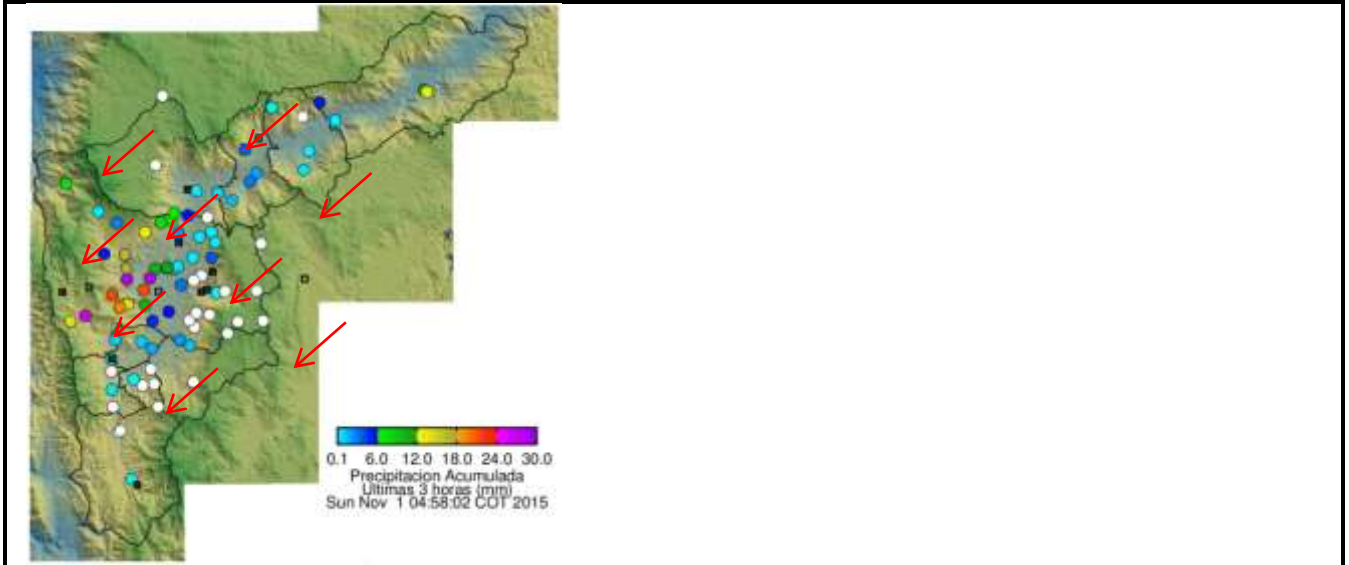 0.1 6.0 12.0 18.0 24.0 30.0
Precipitacion Acumulada
Ultimas 3 horas (mm)
Sun Nov 1 04:58:02 COT 2015